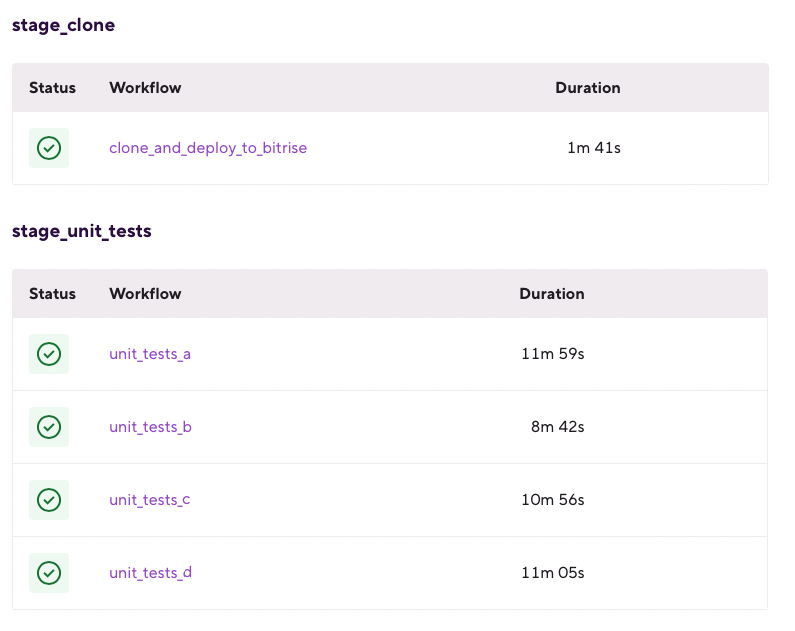 stage_clone
Status Workflow Duration
clone_and_deploy_to_bitrise 1m 41s
stage_unit_tests
Status Workflow Duration
unit_tests_a 11m 59s
unit_tests_b 8m 42s
unit_tests_c 10m 56s
unit_tests_d 11m 05s